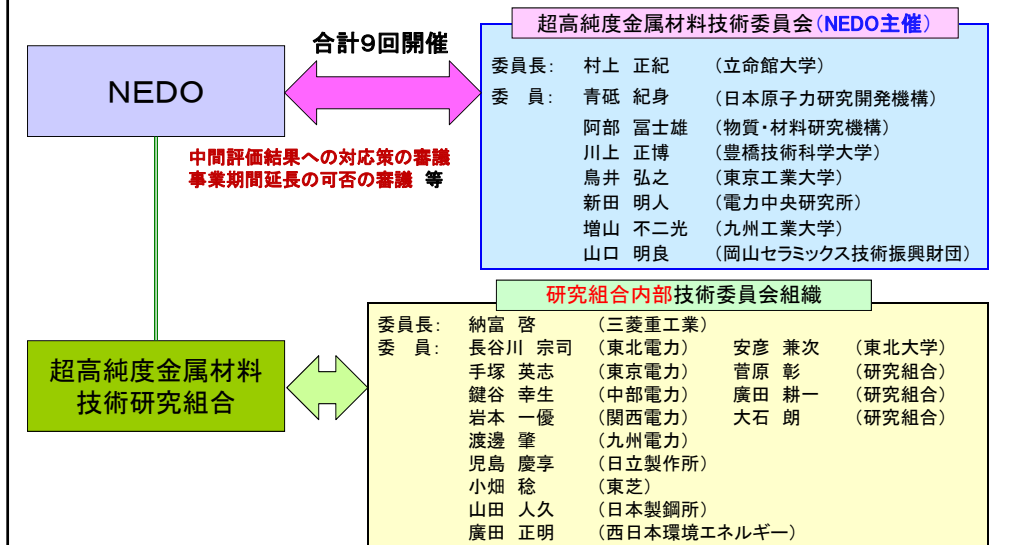 超高純度金属材料技術委員会(NEDO主催)
合計9回開催
NEDO
委員長: 村上 正紀 (立命館大学)
委 員: 青砥 紀身 (日本原子力研究開発機構)
阿部 冨士雄 (物質・材料研究機構)
川上 正博 (豊橋技術科学大学)
鳥井 弘之 (東京工業大学)
新田 明人 (電力中央研究所)
増山 不二光 (九州工業大学)
山口 明良 (岡山セラミックス技術振興財団)
中間評価結果への対応策の審議
事業期間延長の可否の審議 等
研究組合内部技術委員会組織
超高純度金属材料
技術研究組合
委員長: 納富 啓 (三菱重工業)
委 員: 長谷川 宗司 (東北電力) 安彦 兼次 (東北大学)
手塚 英志 (東京電力) 菅原 彰 (研究組合)
鍵谷 幸生 (中部電力) 廣田 耕一 (研究組合)
岩本 一優 (関西電力) 大石 朗 (研究組合)
渡邊 肇 (九州電力)
児島 慶享 (日立製作所)
小畑 稔 (東芝)
山田 人久 (日本製鋼所)
廣田 正明 (西日本環境エネルギー)